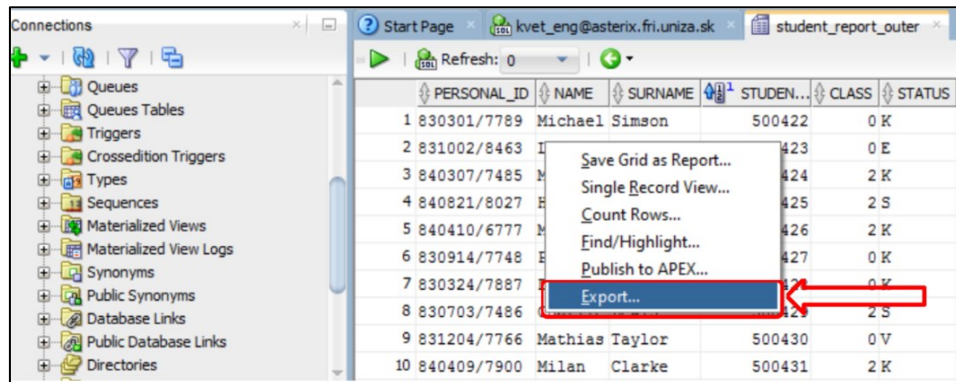 Connections
Start Page kvet_eng@asterix.fri.uniza.sk student_report_outer
Refresh: 0
Queues
Queues Tables
Triggers
Crossedition Triggers
Types
Sequences
Materialized Views
Materialized View Logs
Synonyms
Public Synonyms
Database Links
Public Database Links
Directories
PERSONAL_ID NAME SURNAME 1 STUDEN... CLASS STATUS
1 830301/7789 Michael Simson 500422 0 K
2 831002/8463 423 0 E
3 840307/7485 424 2 K
4 840821/8027 425 2 S
5 840410/6777 426 2 K
6 830914/7748 427 0 K
7 830324/7887 0 K
8 830703/7486 2 S
9 831204/7766 Mathias Taylor 500430 0 V
10 840409/7900 Milan Clarke 500431 2 K
Save Grid as Report...
Single Record View...
Count Rows...
Find/Highlight...
Publish to APEX...
Export...